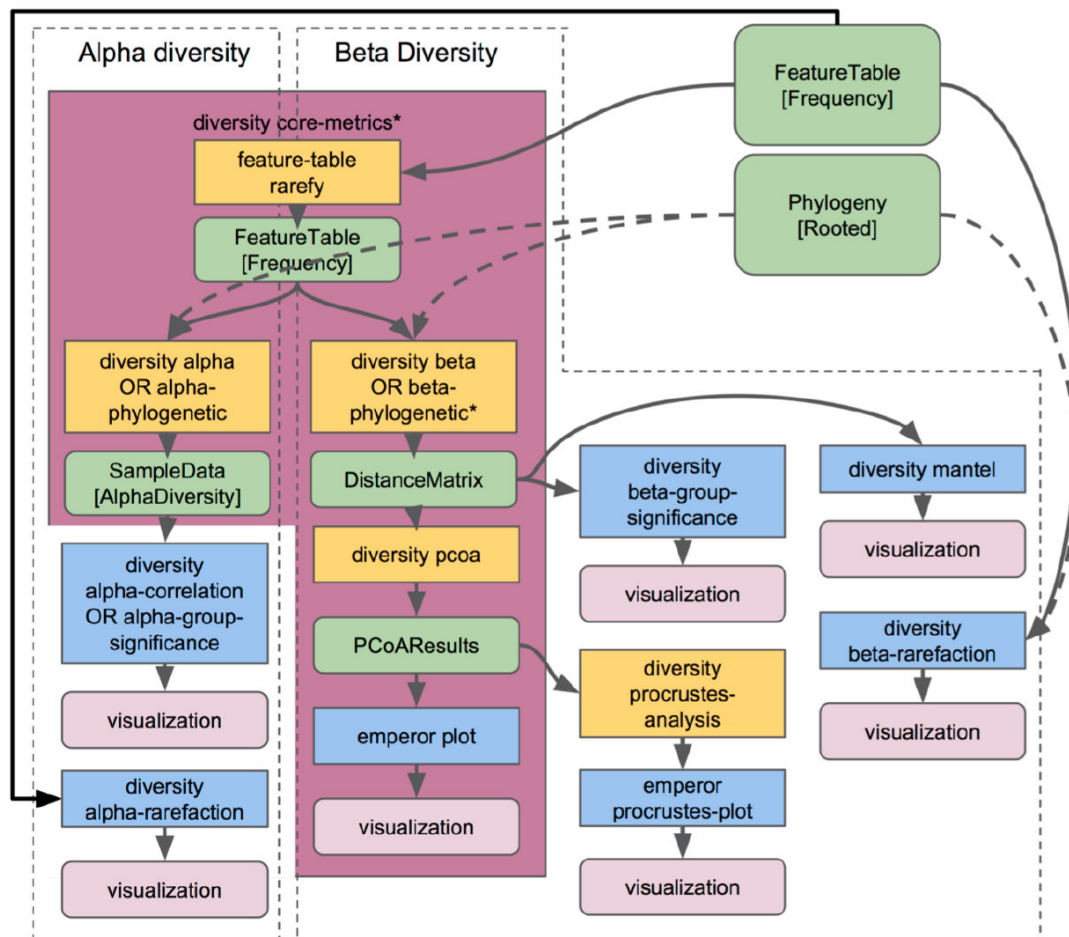 Alpha diversity
Beta Diversity
FeatureTable
[Frequency]
diversity core-metrics*
feature-table
rarefy
Phylogeny
[Rooted]
FeatureTable
[Frequency]
diversity alpha
OR alpha-
phylogenetic
diversity beta
OR beta-
phylogenetic*
SampleData
[AlphaDiversity]
DistanceMatrix
diversity
beta-group-
significance
diversity mantel
diversity pcoa
visualization
visualization
diversity
alpha-correlation
OR alpha-group-
significance
PCoAResults
diversity
beta-rarefaction
diversity
procrustes-
analysis
visualization
emperor plot
visualization
diversity
alpha-rarefaction
emperor
procrustes-plot
visualization
visualization
visualization